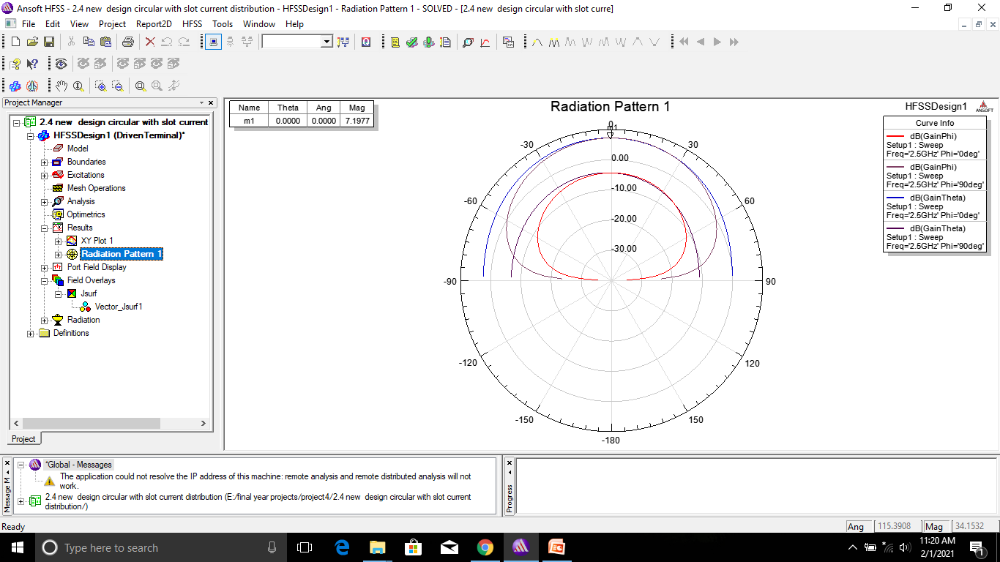 Ansoft HFSS - 2.4 new  design circular with slot current distribution - HFSSDesign1 - Radiation Pattern 1 - SOLVED - [2.4 new  design circular with slot curre]
File Edit View Project Report2D HFSS Tools Window Help
Project Manager
2.4 new  design circular with slot current
HFSSDesign1 (DrivenTerminal)*
Model
Boundaries
Excitations
Mesh Operations
Analysis
Optimetrics
Results
XY Plot 1
Radiation Pattern 1
Port Field Display
Field Overlays
Jsurf
Vector_Jsurf1
Radiation
Definitions
Project
Name Theta Ang Mag
m1 0.0000 0.0000 7.1977
Radiation Pattern 1
HFSSDesign1
ANSOFT
0
m1
-30
30
0.00
-10.00
-60
60
-20.00
-30.00
-90
90
-120
120
-150
150
-180
Curve Info
dB(GainPhi)
Setup1 : Sweep
Freq='2.5GHz' Phi='0deg'
dB(GainPhi)
Setup1 : Sweep
Freq='2.5GHz' Phi='90deg'
dB(GainTheta)
Setup1 : Sweep
Freq='2.5GHz' Phi='0deg'
dB(GainTheta)
Setup1 : Sweep
Freq='2.5GHz' Phi='90deg'
Message M
*Global - Messages
The application could not resolve the IP address of this machine: remote analysis and remote distributed analysis will not
work.
2.4 new  design circular with slot current distribution (E:/final year projects/project4/2.4 new  design circular with slot current
distribution/)
Progress
Ready
Ang 115.3908 Mag 34.1532
Type here to search
11:20 AM
2/1/2021
1